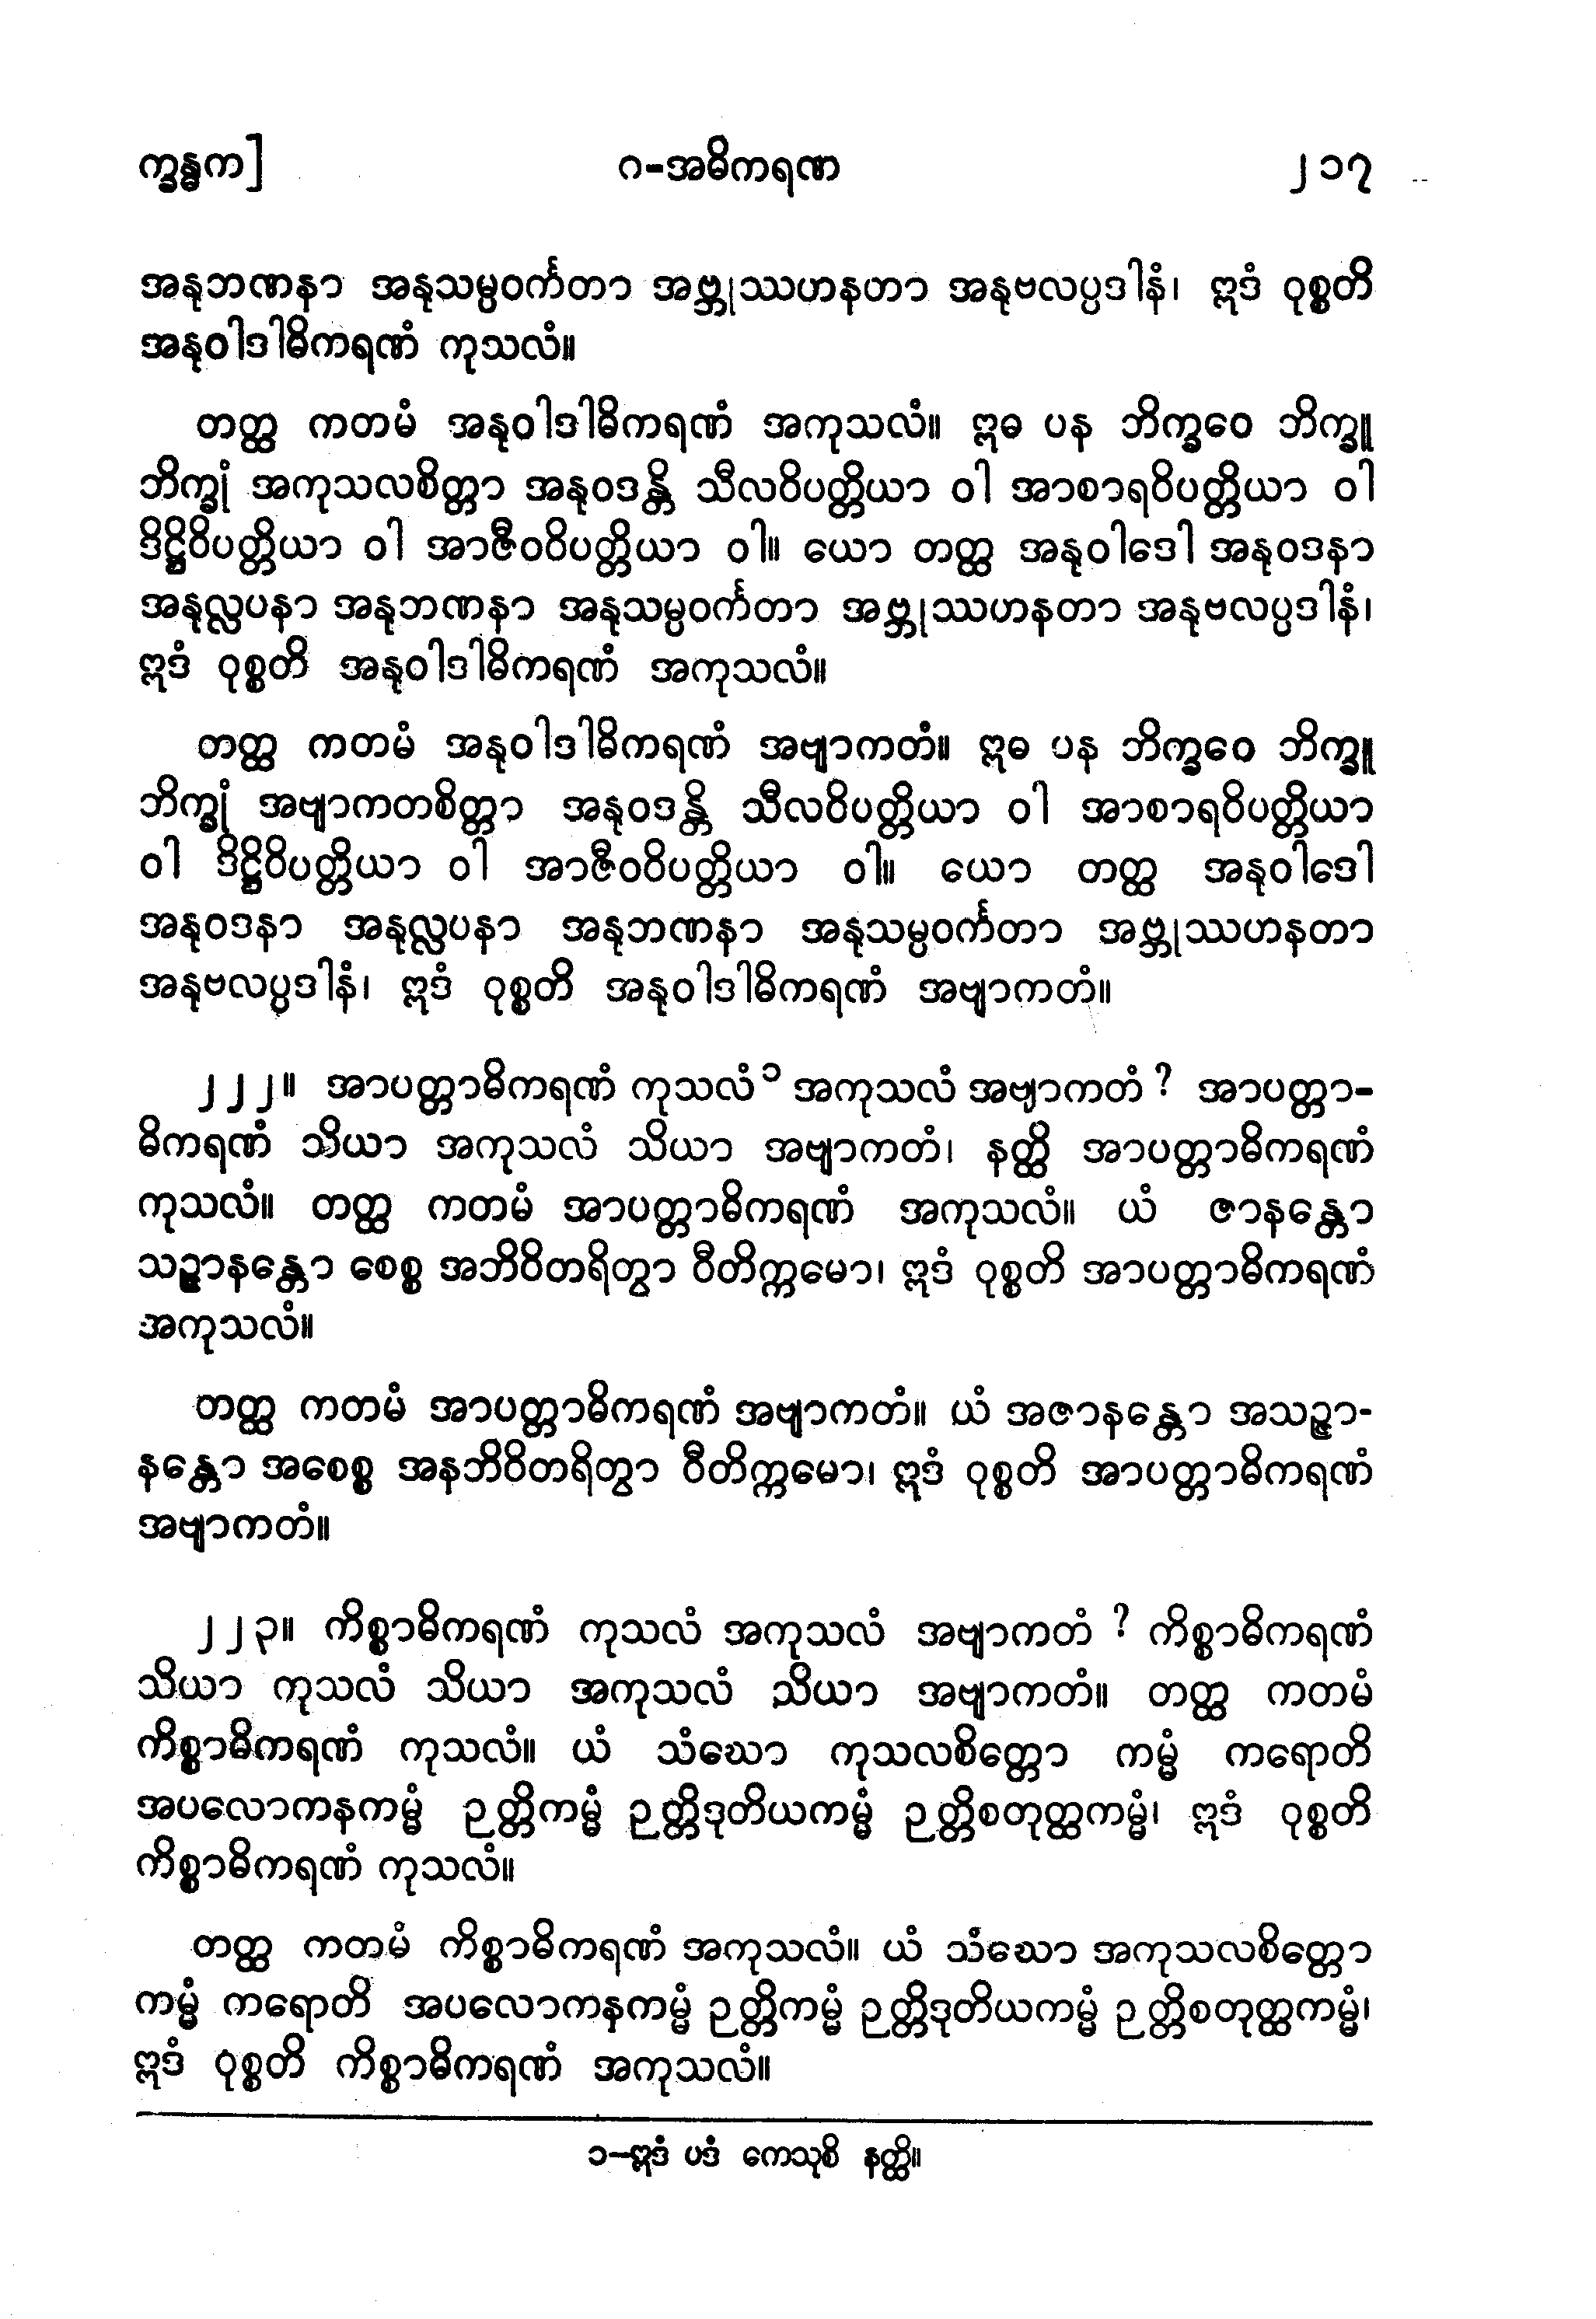 က္ခန္ဓက] ဂ-အဓိကရဏ ၂၁၇
အနုဘဏနာ အနုသမ္ပဝင်္ကတာ အဗ္ဘုဿဟနတာ အနုဗလပ္ပဒါနံ၊ ဣဒံ ဝုစ္စတိ
အနုဝါဒါဓိကရဏံ ကုသလံ။
တတ္ထ ကတမံ အနုဝါဒါဓိကရဏံ အကုသလံ။ ဣဓ ပန ဘိက္ခဝေ ဘိက္ခူ
ဘိက္ခုံ အကုသလစိတ္တာ အနုဝဒန္တိ သီလဝိပတ္တိယာ ဝါ အာစာရဝိပတ္တိယာ ဝါ
ဒိဋ္ဌိဝိပတ္တိယာ ဝါ အာဇီဝဝိပတ္တိယာ ဝါ။ ယော တတ္ထ အနုဝါဒေါ အနုဝဒနာ
အနုလ္လပနာ အနုဘဏနာ အနုသမ္ပဝင်္ကတာ အဗ္ဘုဿဟနတာ အနုဗလပ္ပဒါနံ၊
ဣဒံ ဝုစ္စတိ အနုဝါဒါဓိကရဏံ အကုသလံ။
တတ္ထ ကတမံ အနုဝါဒါဓိကရဏံ အဗျာကတံ။ ဣဓ ပန ဘိက္ခဝေ ဘိက္ခူ
ဘိက္ခုံ အဗျာကတစိတ္တာ အနုဝဒန္တိ သီလဝိပတ္တိယာ ဝါ အာစာရဝိပတ္တိယာ
ဝါ ဒိဋ္ဌိဝိပတ္တိယာ ဝါ အာဇီဝဝိပတ္တိယာ ဝါ။ ယော တတ္ထ အနုဝါဒေါ
အနုဝဒနာ အနုလ္လပနာ အနုဘဏနာ အနုသမ္ပဝင်္ကတာ အဗ္ဘုဿဟနတာ
အနုဗလပ္ပဒါနံ၊ ဣဒံ ဝုစ္စတိ အနုဝါဒါဓိကရဏံ အဗျာကတံ။
၂၂၂။ အာပတ္တာဓိကရဏံ ကုသလံ၁ အကုသလံ အဗျာကတံ ? အာပတ္တာ-
ဓိကရဏံ သိယာ အကုသလံ သိယာ အဗျာကတံ၊ နတ္ထိ အာပတ္တာဓိကရဏံ
ကုသလံ။ တတ္ထ ကတမံ အာပတ္တာဓိကရဏံ အကုသလံ။ ယံ ဇာနန္တော
သဉ္ဇာနန္တော စေစ္စ အဘိဝိတရိတွာ ဝီတိက္ကမော၊ ဣဒံ ဝုစ္စတိ အာပတ္တာဓိကရဏံ
အကုသလံ။
တတ္ထ ကတမံ အာပတ္တာဓိကရဏံ အဗျာကတံ။ ယံ အဇာနန္တော အသဉ္ဇာ-
နန္တော အစေစ္စ အနဘိဝိတရိတွာ ဝီတိက္ကမော၊ ဣဒံ ဝုစ္စတိ အာပတ္တာဓိကရဏံ
အဗျာကတံ။
၂၂၃။ ကိစ္စာဓိကရဏံ ကုသလံ အကုသလံ အဗျာကတံ ? ကိစ္စာဓိကရဏံ
သိယာ ကုသလံ သိယာ အကုသလံ သိယာ အဗျာကတံ။ တတ္ထ ကတမံ
ကိစ္စာဓိကရဏံ ကုသလံ။ ယံ သံဃော ကုသလစိတ္တော ကမ္မံ ကရောတိ
အပလောကနကမ္မံ ဉတ္တိကမ္မံ ဉတ္တိဒုတိယကမ္မံ ဉတ္တိစတုတ္ထကမ္မံ၊ ဣဒံ ဝုစ္စတိ
ကိစ္စာဓိကရဏံ ကုသလံ။
တတ္ထ ကတမံ ကိစ္စာဓိကရဏံ အကုသလံ။ ယံ သံဃော အကုသလစိတ္တော
ကမ္မံ ကရောတိ အပလောကနကမ္မံ ဉတ္တိကမ္မံ ဉတ္တိဒုတိယကမ္မံ ဉတ္တိစတုတ္ထကမ္မံ၊
ဣဒံ ဝုစ္စတိ ကိစ္စာဓိကရဏံ အကုသလံ။
၁-ဣဒံ ပဒံ ကေသုစိ နတ္ထိ။